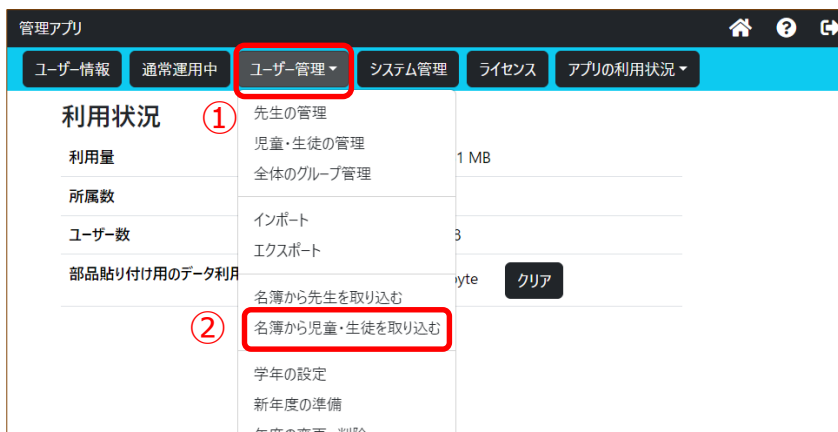 管理アプリ
ユーザー情報 通常運用中 ユーザー管理 システム管理 ライセンス アプリの利用状況
利用状況
①
先生の管理
児童・生徒の管理
全体のグループ管理
インポート
エクスポート
名簿から先生を取り込む
②
名簿から児童・生徒を取り込む
学年の設定
新年度の準備
利用量 1 MB
所属数
ユーザー数
部品貼り付け用のデータ利用 byte クリア